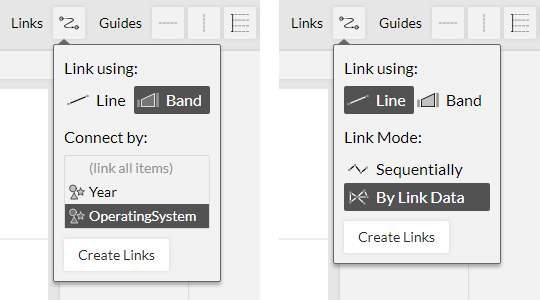 Links Guides
Link using:
Line Band
Connect by:
(link all items)
Year
OperatingSystem
Create Links
Links Guides
Link using:
Line Band
Link Mode:
Sequentially
By Link Data
Create Links